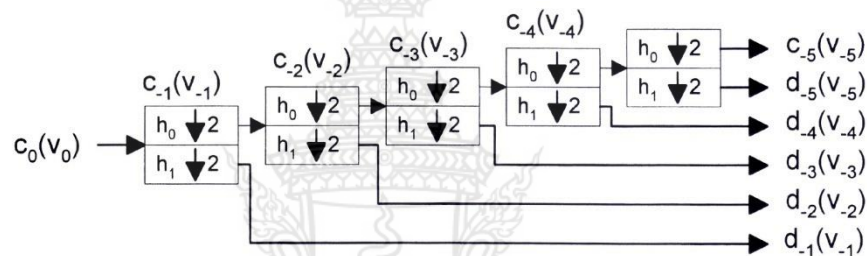 c₋₄(v₋₄)
c₋₃(v₋₃)
c₋₂(v₋₂)
c₋₁(v₋₁)
h₀ 2
h₁ 2
h₀ 2
h₁ 2
h₀ 2
h₁ 2
h₀ 2
h₁ 2
h₀ 2
h₁ 2
c₀(v₀)
c₋₅(v₋₅)
d₋₅(v₋₅)
d₋₄(v₋₄)
d₋₃(v₋₃)
d₋₂(v₋₂)
d₋₁(v₋₁)